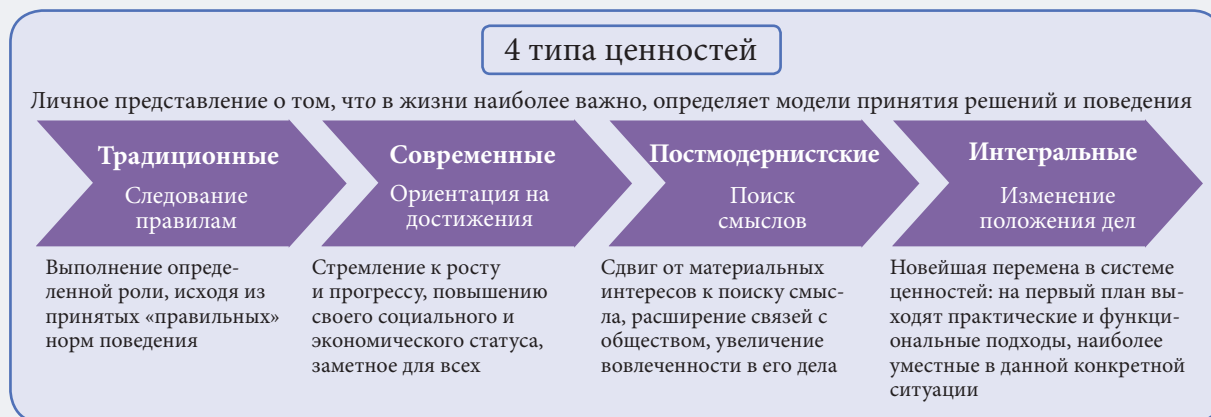 4 типа ценностей
Личное представление о том, что в жизни наиболее важно, определяет модели принятия решений и поведения
Традиционные
Следование
правилам
Современные
Ориентация на
достижения
Постмодернистские
Поиск
смыслов
Интегральные
Изменение
положения дел
Выполнение опреде-
ленной роли, исходя из
принятых «правильных»
норм поведения
Стремление к росту
и прогрессу, повышению
своего социального и
экономического статуса,
заметное для всех
Сдвиг от материальных
интересов к поиску смыс-
ла, расширение связей с
обществом, увеличение
вовлеченности в его дела
Новейшая перемена в системе
ценностей: на первый план вы-
ходят практические и функци-
ональные подходы, наиболее
уместные в данной конкретной
ситуации